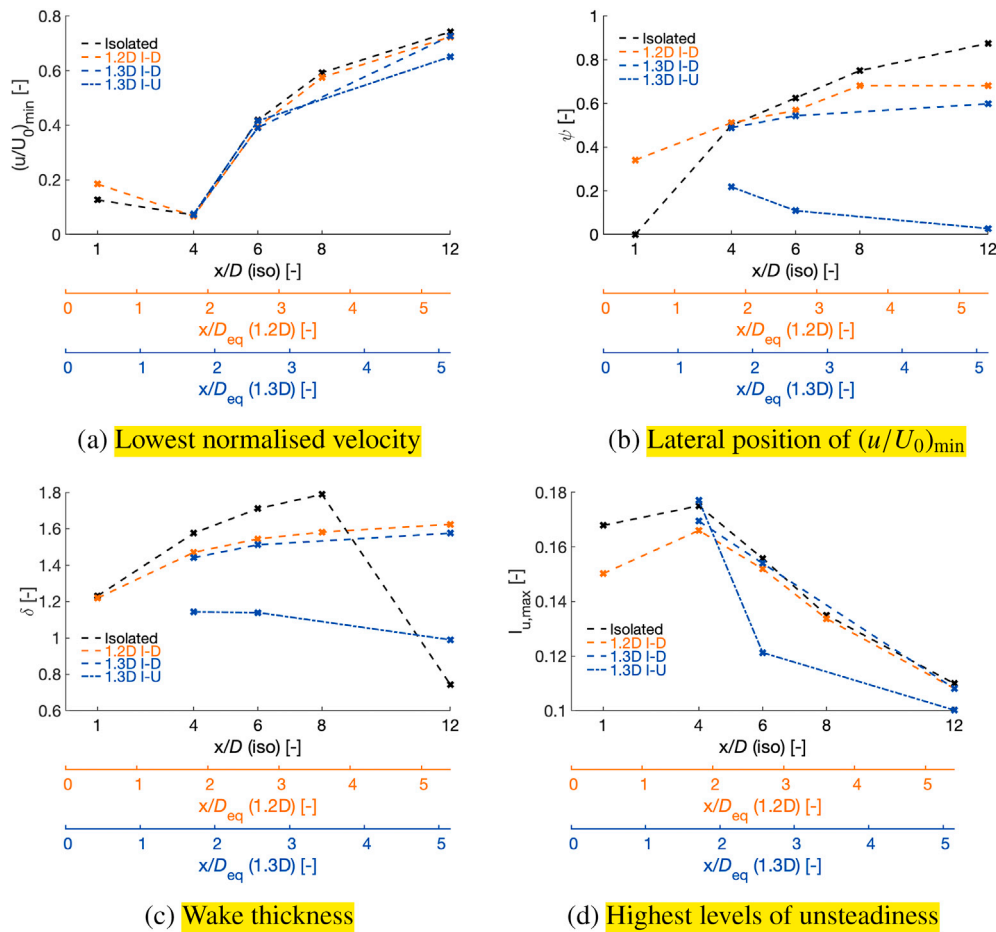 Isolated
1.2D I-D
1.3D I-D
1.3D I-U
(u/U0)min [-]
0.8
0.6
0.4
0.2
0
1 4 6 8 12
x/D (iso) [-]
0 1 2 3 4 5
x/Deq (1.2D) [-]
0 1 2 3 4 5
x/Deq (1.3D) [-]
(a) Lowest normalised velocity
Isolated
1.2D I-D
1.3D I-D
1.3D I-U
ψ [-]
1
0.8
0.6
0.4
0.2
0
1 4 6 8 12
x/D (iso) [-]
0 1 2 3 4 5
x/Deq (1.2D) [-]
0 1 2 3 4 5
x/Deq (1.3D) [-]
(b) Lateral position of (u/U0)min
δ [-]
1.8
1.6
1.4
1.2
1
0.8
0.6
Isolated
1.2D I-D
1.3D I-D
1.3D I-U
1 4 6 8 12
x/D (iso) [-]
0 1 2 3 4 5
x/Deq (1.2D) [-]
0 1 2 3 4 5
x/Deq (1.3D) [-]
(c) Wake thickness
Iu,max [-]
0.18
0.16
0.14
0.12
0.1
Isolated
1.2D I-D
1.3D I-D
1.3D I-U
1 4 6 8 12
x/D (iso) [-]
0 1 2 3 4 5
x/Deq (1.2D) [-]
0 1 2 3 4 5
x/Deq (1.3D) [-]
(d) Highest levels of unsteadiness